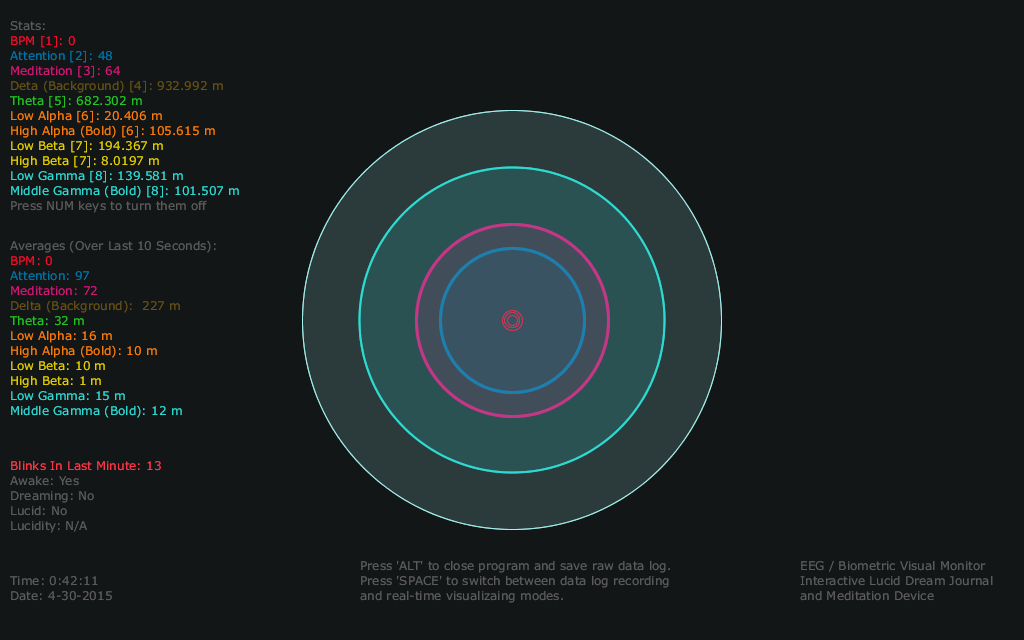 Stats:
BPM [1]: 0
Attention [2]: 48
Meditation [3]: 64
Deta (Background) [4]: 932.992 m
Theta [5]: 682.302 m
Low Alpha [6]: 20.406 m
High Alpha (Bold) [6]: 105.615 m
Low Beta [7]: 194.367 m
High Beta [7]: 8.0197 m
Low Gamma [8]: 139.581 m
Middle Gamma (Bold) [8]: 101.507 m
Press NUM keys to turn them off
Averages (Over Last 10 Seconds):
BPM: 0
Attention: 97
Meditation: 72
Delta (Background):  227 m
Theta: 32 m
Low Alpha: 16 m
High Alpha (Bold): 10 m
Low Beta: 10 m
High Beta: 1 m
Low Gamma: 15 m
Middle Gamma (Bold): 12 m
Blinks In Last Minute: 13
Awake: Yes
Dreaming: No
Lucid: No
Lucidity: N/A
Time: 0:42:11
Date: 4-30-2015
Press 'ALT' to close program and save raw data log.
Press 'SPACE' to switch between data log recording
and real-time visualizaing modes.
EEG / Biometric Visual Monitor
Interactive Lucid Dream Journal
and Meditation Device